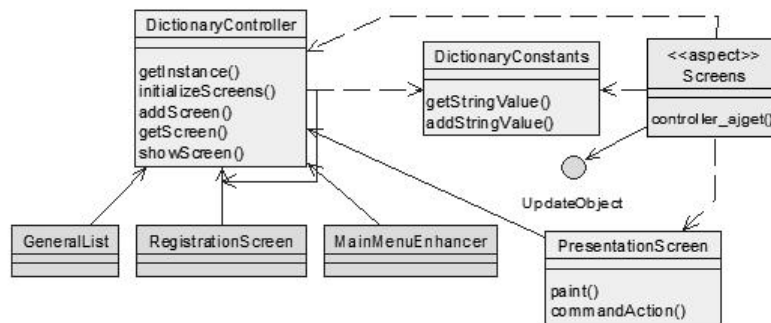 DictionaryController
getInstance()
initializeScreens()
addScreen()
getScreen()
showScreen()
DictionaryConstants
getStringValue()
addStringValue()
<<aspect>>
Screens
controller_ajget()
UpdateObject
GeneralList
RegistrationScreen
MainMenuEnhancer
PresentationScreen
paint()
commandAction()